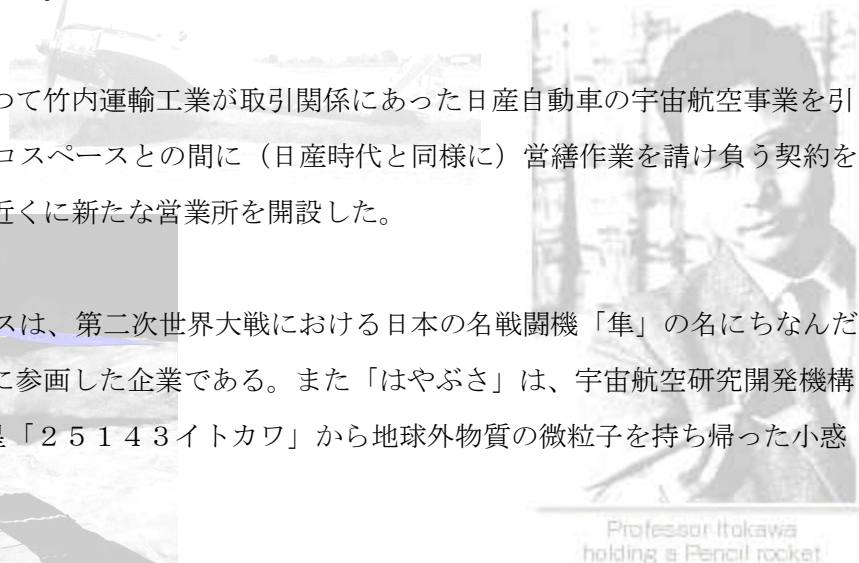 つて竹内運輸工業が取引関係にあった日産自動車の宇宙航空事業を引
コスペースとの間に（日産時代と同様に）営繕作業を請け負う契約を
近くに新たな営業所を開設した。
スは、第二次世界大戦における日本の名戦闘機「隼」の名にちなんだ
に参画した企業である。また「はやぶさ」は、宇宙航空研究開発機構
「２５１４３イトカワ」から地球外物質の微粒子を持ち帰った小惑
Professor Itokawa
holding a Pencil rocket